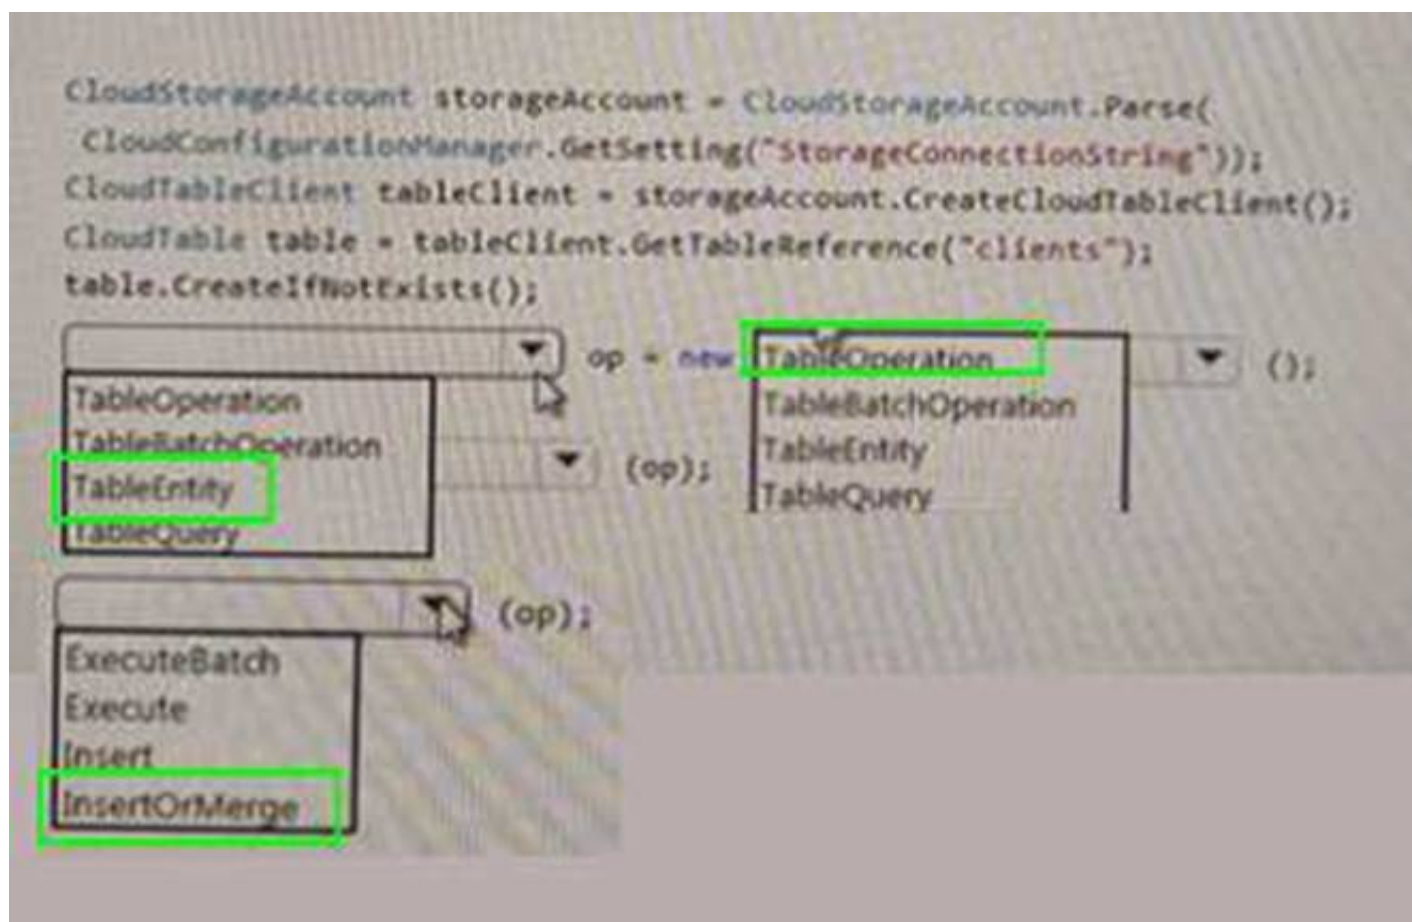 CloudStorageAccount storageAccount = CloudStorageAccount.Parse(
CloudConfigurationManager.GetSetting("StorageConnectionString"));
CloudTableClient tableClient = storageAccount.CreateCloudTableClient();
CloudTable table = tableClient.GetTableReference("clients");
table.CreateIfNotExists();
op = new TableOperation ();
TableOperation
TableBatchOperation
TableBatchOperation
TableEntity
TableEntity
(op);
TableQuery
TableQuery
(op);
ExecuteBatch
Execute
Insert
InsertOrMerge